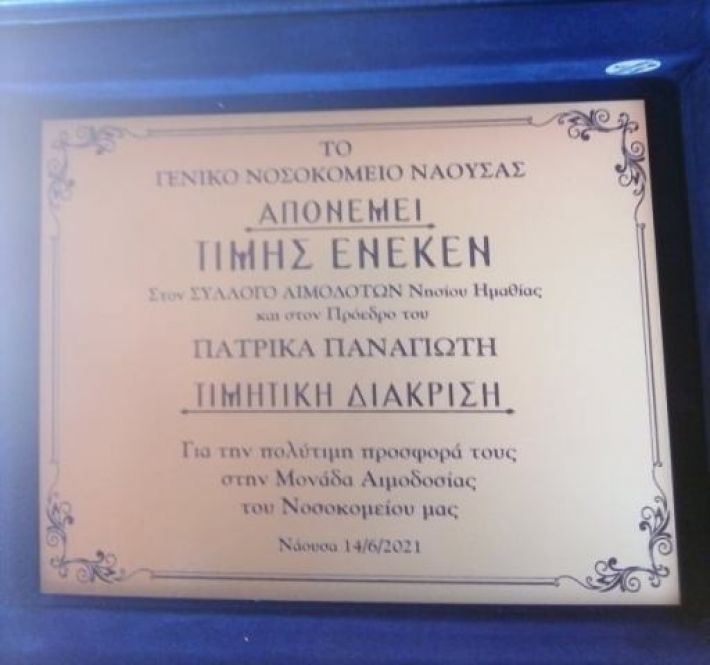 ΤΟ
ΓΕΝΙΚΟ ΝΟΣΟΚΟΜΕΙΟ ΝΑΟΥΣΑΣ
ΑΠΟΝΕΜΕΙ
ΤΙΜΗΣ ΕΝΕΚΕΝ
Στον ΣΥΛΛΟΓΟ ΑΙΜΟΔΟΤΩΝ Νησίου Ημαθίας
και στον Πρόεδρο του
ΠΑΤΡΙΚΑ ΠΑΝΑΓΙΩΤΗ
ΤΙΜΗΤΙΚΗ ΔΙΑΚΡΙΣΗ
Για την πολύτιμη προσφορά τους
στην Μονάδα Αιμοδοσίας
του Νοσοκομείου μας
Νάουσα 14/6/2021